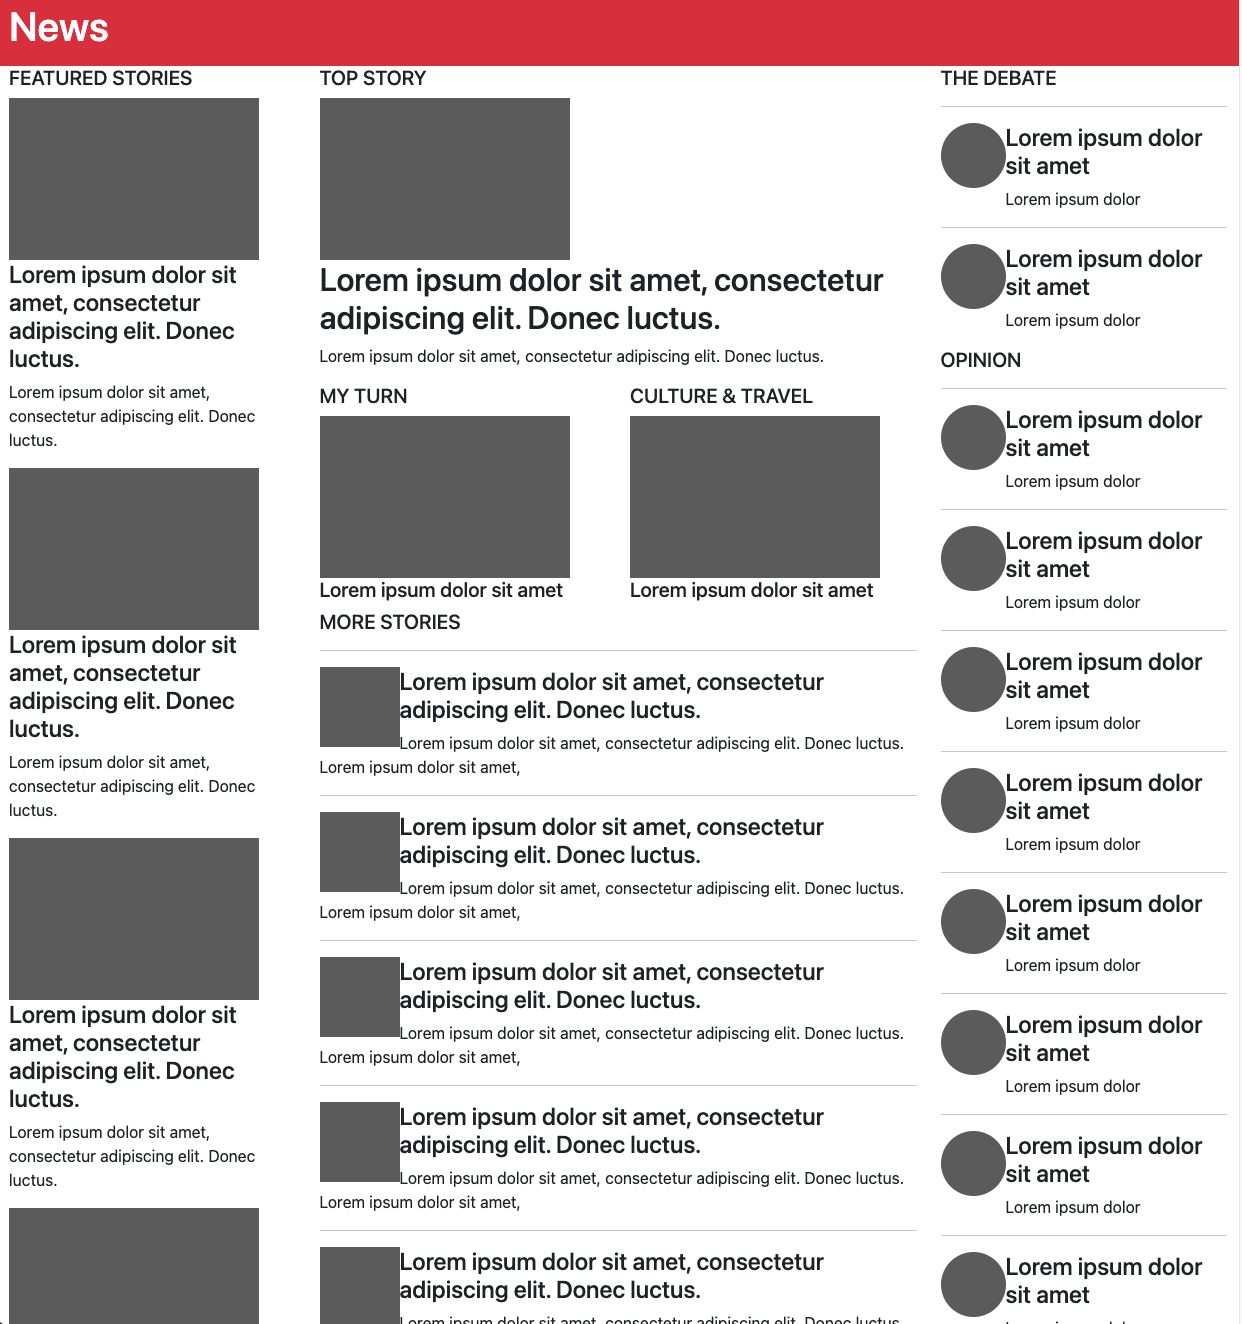 News
FEATURED STORIES
Lorem ipsum dolor sit
amet, consectetur
adipiscing elit. Donec
luctus.
Lorem ipsum dolor sit amet,
consectetur adipiscing elit. Donec
luctus.
Lorem ipsum dolor sit
amet, consectetur
adipiscing elit. Donec
luctus.
Lorem ipsum dolor sit amet,
consectetur adipiscing elit. Donec
luctus.
Lorem ipsum dolor sit
amet, consectetur
adipiscing elit. Donec
luctus.
Lorem ipsum dolor sit amet,
consectetur adipiscing elit. Donec
luctus.
TOP STORY
Lorem ipsum dolor sit amet, consectetur
adipiscing elit. Donec luctus.
Lorem ipsum dolor sit amet, consectetur adipiscing elit. Donec luctus.
MY TURN
Lorem ipsum dolor sit amet
CULTURE & TRAVEL
Lorem ipsum dolor sit amet
MORE STORIES
Lorem ipsum dolor sit amet, consectetur
adipiscing elit. Donec luctus.
Lorem ipsum dolor sit amet, consectetur adipiscing elit. Donec luctus.
Lorem ipsum dolor sit amet,
Lorem ipsum dolor sit amet, consectetur
adipiscing elit. Donec luctus.
Lorem ipsum dolor sit amet, consectetur adipiscing elit. Donec luctus.
Lorem ipsum dolor sit amet,
Lorem ipsum dolor sit amet, consectetur
adipiscing elit. Donec luctus.
Lorem ipsum dolor sit amet, consectetur adipiscing elit. Donec luctus.
Lorem ipsum dolor sit amet,
Lorem ipsum dolor sit amet, consectetur
adipiscing elit. Donec luctus.
Lorem ipsum dolor sit amet, consectetur adipiscing elit. Donec luctus.
Lorem ipsum dolor sit amet,
Lorem ipsum dolor sit amet, consectetur
adipiscing elit. Donec luctus.
Lorem ipsum dolor sit amet, consectetur adipiscing elit. Donec luctus.
THE DEBATE
Lorem ipsum dolor
sit amet
Lorem ipsum dolor
Lorem ipsum dolor
sit amet
Lorem ipsum dolor
OPINION
Lorem ipsum dolor
sit amet
Lorem ipsum dolor
Lorem ipsum dolor
sit amet
Lorem ipsum dolor
Lorem ipsum dolor
sit amet
Lorem ipsum dolor
Lorem ipsum dolor
sit amet
Lorem ipsum dolor
Lorem ipsum dolor
sit amet
Lorem ipsum dolor
Lorem ipsum dolor
sit amet
Lorem ipsum dolor
Lorem ipsum dolor
sit amet
Lorem ipsum dolor
Lorem ipsum dolor
sit amet